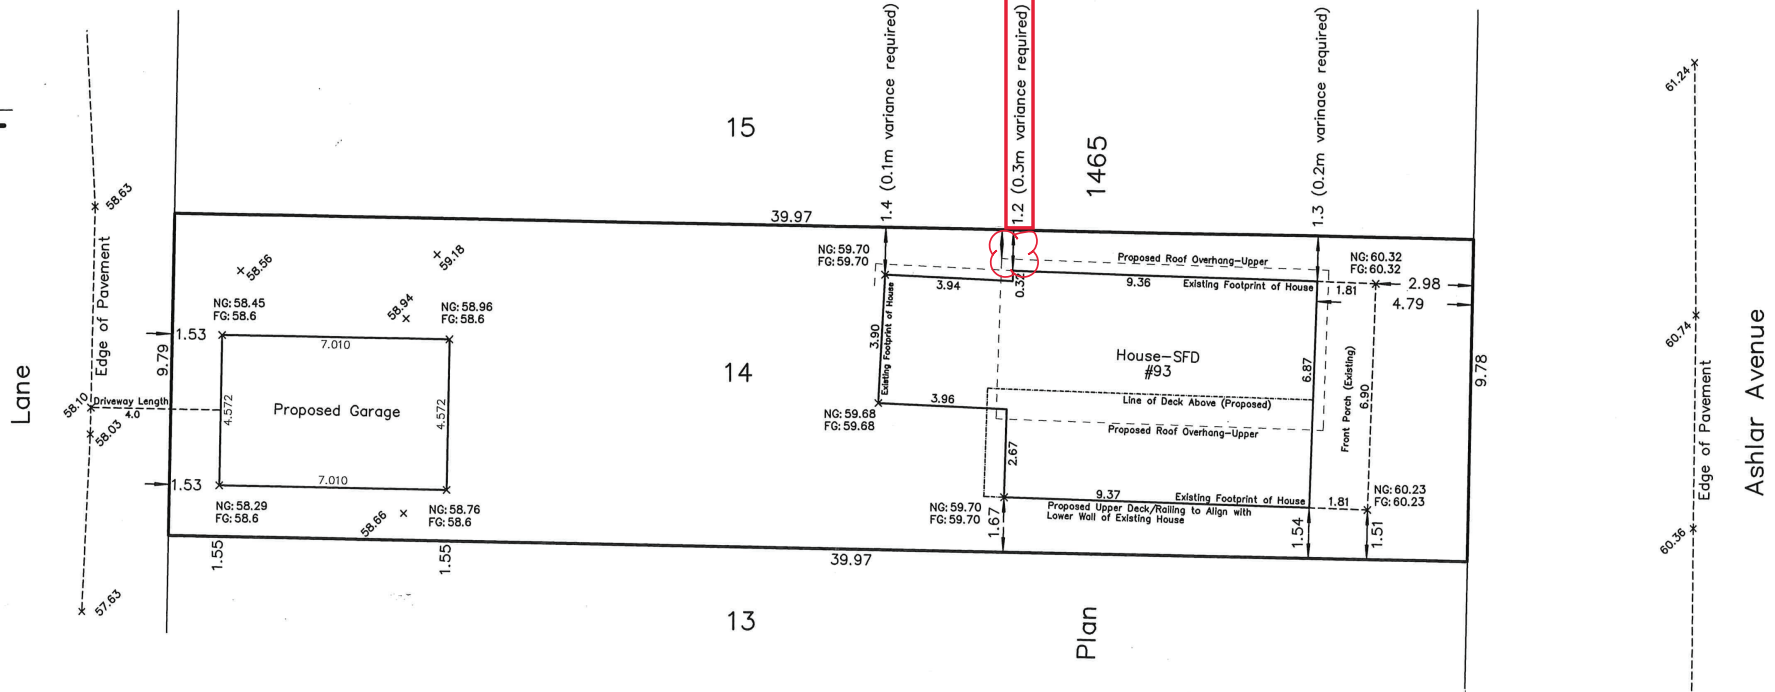 1.4 (0.1m variance required)
1.2 (0.3m variance required)
1.3 (0.2m varinace required)
15
1465
61.24
58.63
39.97
58.56
59.18
NG: 59.70
FG: 59.70
Proposed Roof Overhang-Upper
NG: 60.32
FG: 60.32
3.94
0.32
9.36
Existing Footprint of House
1.81
2.98
4.79
Edge of Pavement
NG: 58.45
FG: 58.6
58.94
NG: 58.96
FG: 58.6
1.53
7.010
3.90
Existing Footprint of House
60.74
9.79
14
House-SFD
#93
6.87
Front Porch (Existing)
6.90
9.78
Lane
58.10
Driveway Length
4.0
58.03
4.572
Proposed Garage
4.572
3.96
NG: 59.68
FG: 59.68
Line of Deck Above (Proposed)
Proposed Roof Overhang-Upper
2.67
Edge of Pavement
Ashlar Avenue
1.53
7.010
9.37
Existing Footprint of House
1.81
NG: 60.23
FG: 60.23
NG: 58.29
FG: 58.6
58.66
NG: 58.76
FG: 58.6
NG: 59.70
FG: 59.70
1.67
Proposed Upper Deck/Railing to Align with
Lower Wall of Existing House
1.54
1.51
60.36
1.55
1.55
39.97
57.63
13
Plan